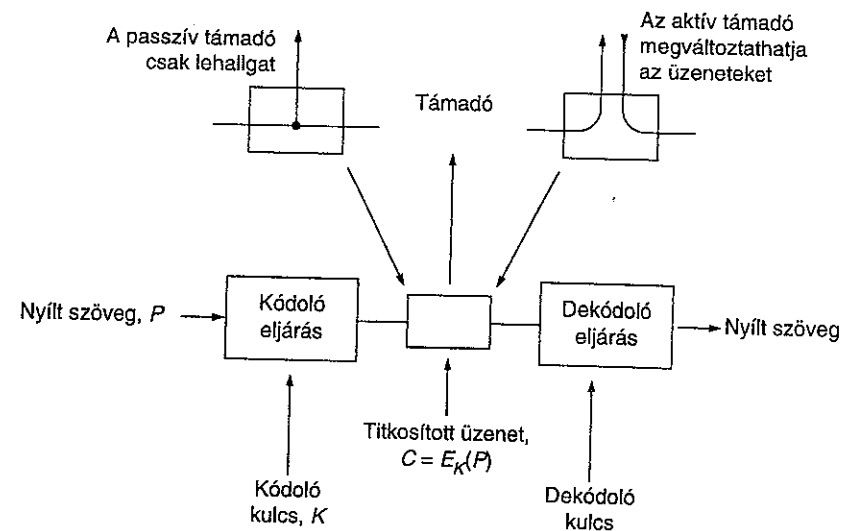 A passzív támadó
csak lehallgat
Támadó
Az aktív támadó
megváltoztathatja
az üzeneteket
Nyílt szöveg, P
Kódoló
eljárás
Dekódoló
eljárás
Nyílt szöveg
Titkosított üzenet,
C = E_K(P)
Kódoló
kulcs, K
Dekódoló
kulcs